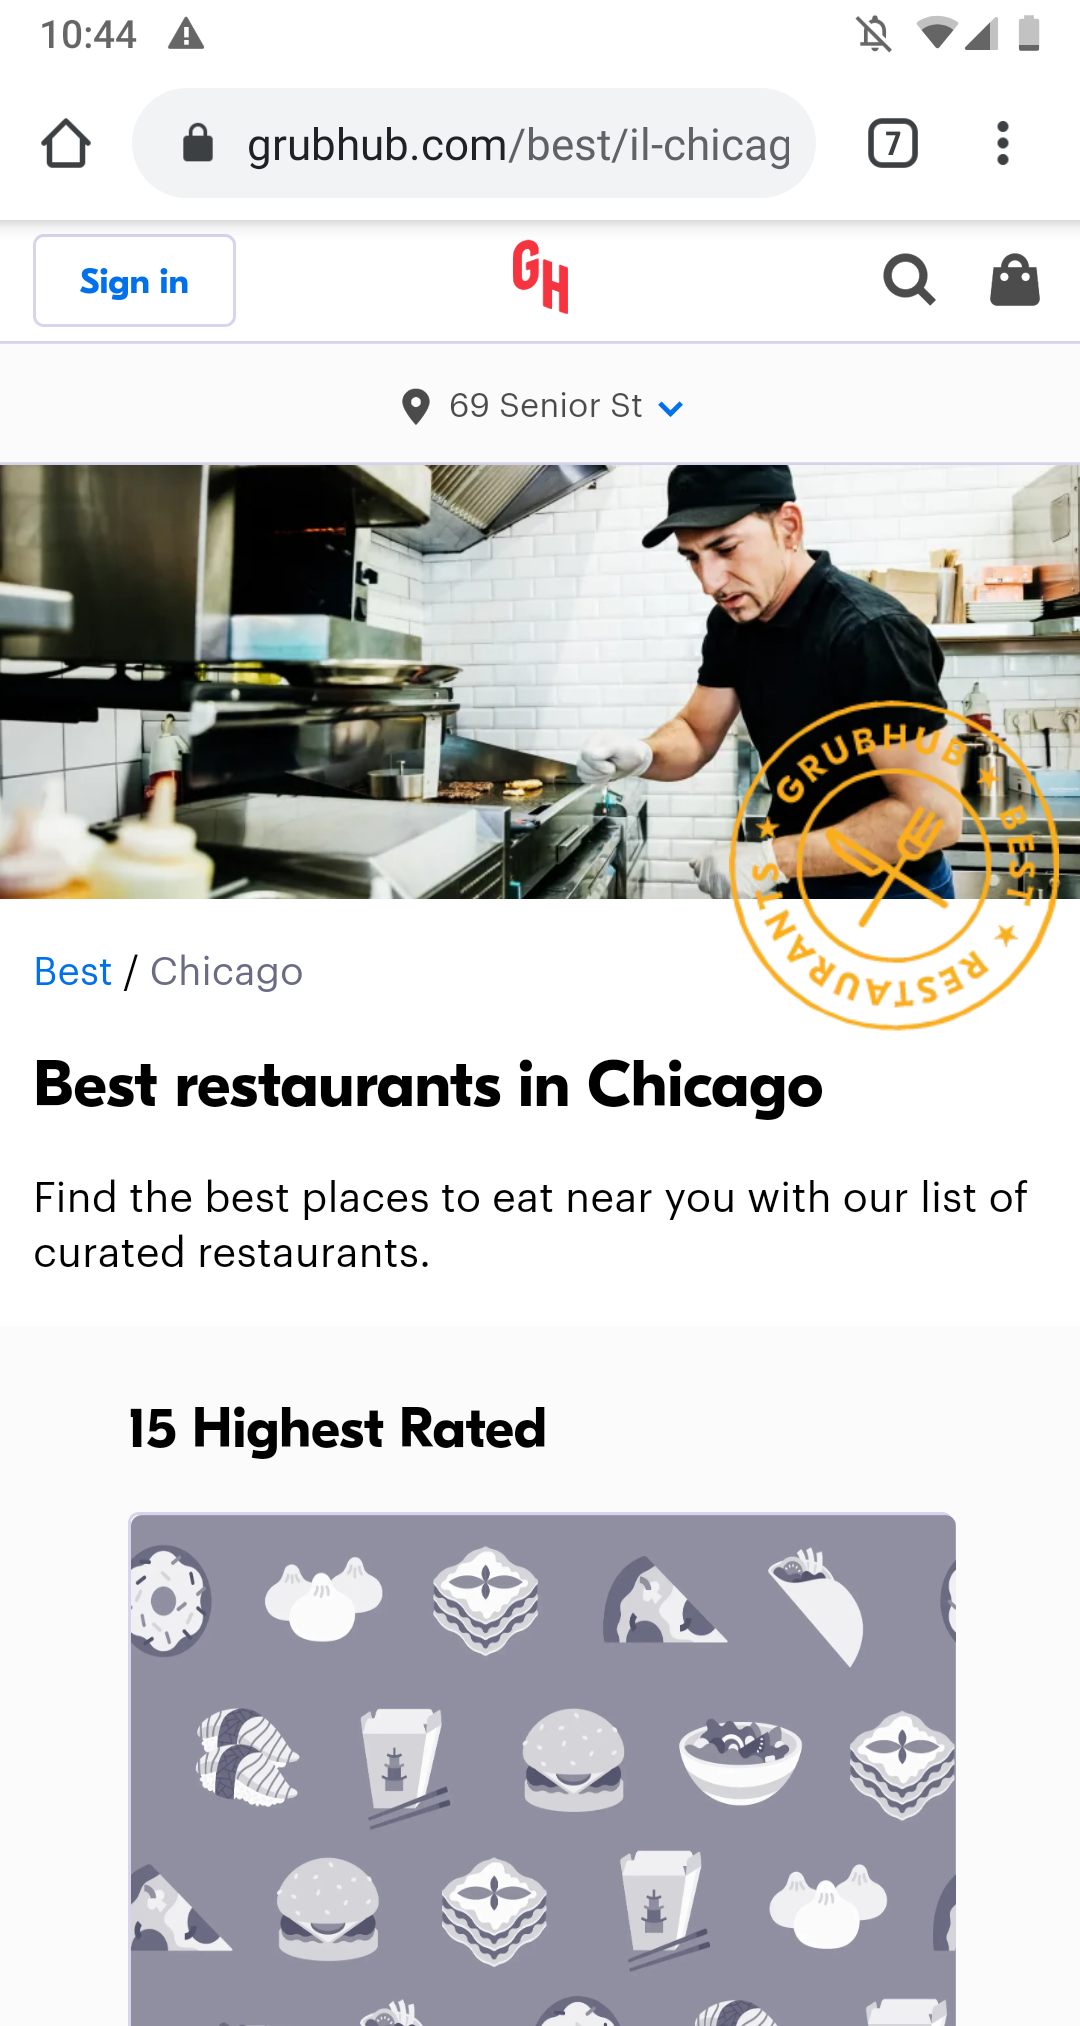 10:44
grubhub.com/best/il-chicag
7
Sign in
GH
69 Senior St
GRUBHUB ★ BEST ★ RESTAURANTS ★
Best / Chicago
Best restaurants in Chicago
Find the best places to eat near you with our list of
curated restaurants.
15 Highest Rated